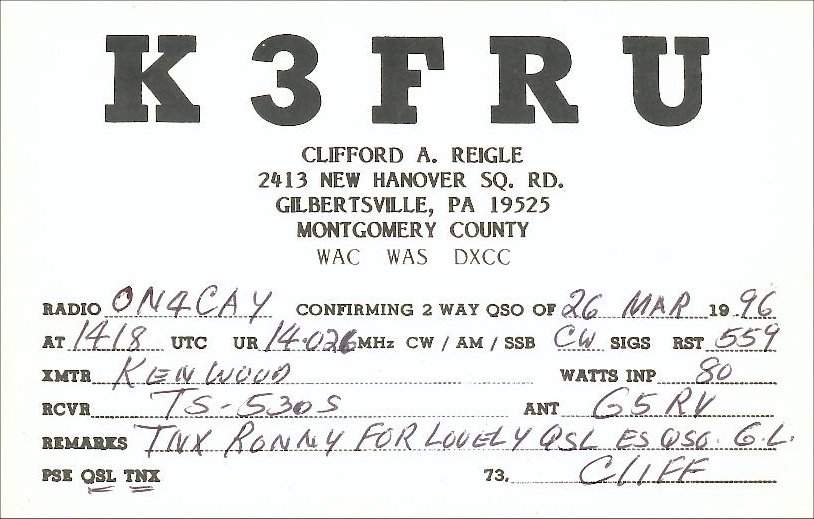 K3FRU
CLIFFORD A. REIGLE
2413 NEW HANOVER SQ. RD.
GILBERTSVILLE, PA 19525
MONTGOMERY COUNTY
WAC WAS DXCC
RADIO ON4CAY CONFIRMING 2 WAY QSO OF 26 MAR 19 96
AT 1418 UTC UR 14.026 MHz CW / AM / SSB CW SIGS RST 559
XMTR KENWOOD WATTS INP 80
RCVR TS-530S ANT G5RV
REMARKS TNX RONNY FOR LOVELY QSL ES QSO. G.L.
PSE QSL TNX 73, CLIFF